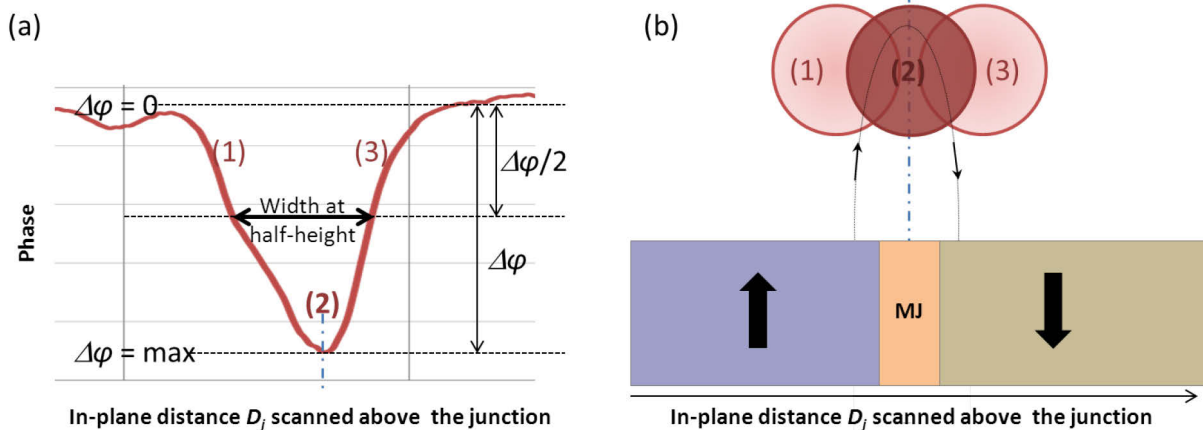 (a)
Δφ = 0
(1)
(3)
Δφ/2
Width at
half-height
Δφ
Phase
(2)
Δφ = max
In-plane distance Dj scanned above the junction
(b)
(1)
(2)
(3)
MJ
In-plane distance Dj scanned above the junction